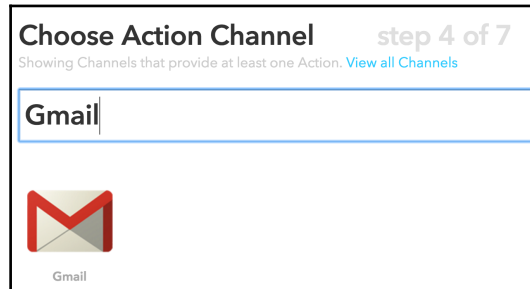 Choose Action Channel step 4 of 7
Showing Channels that provide at least one Action. View all Channels
Gmail
Gmail